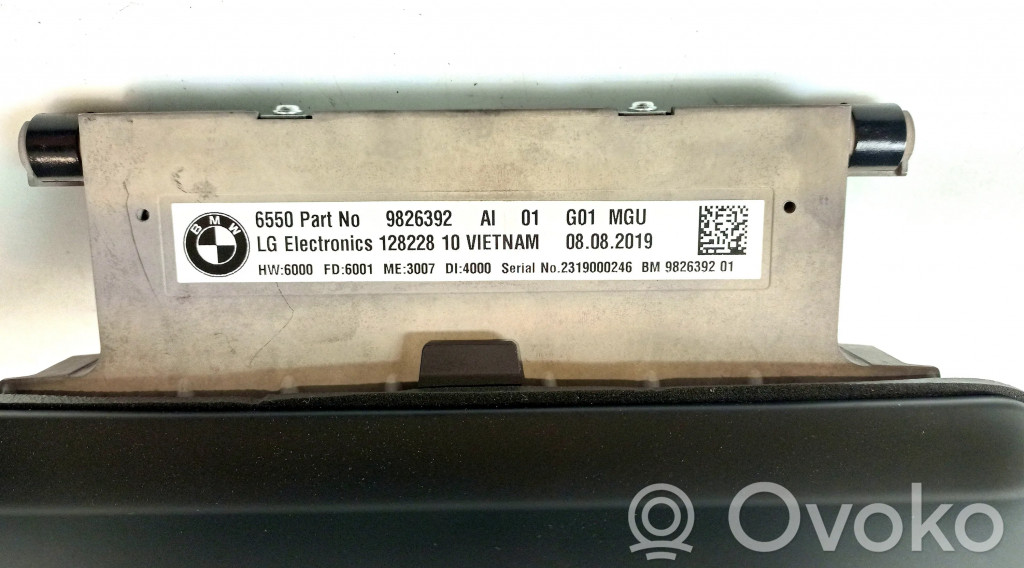 BMW
6550 Part No 9826392 AI 01 G01 MGU
LG Electronics 128228 10 VIETNAM 08.08.2019
HW:6000 FD:6001 ME:3007 DI:4000 Serial No.2319000246 BM 9826392 01
Ovoko